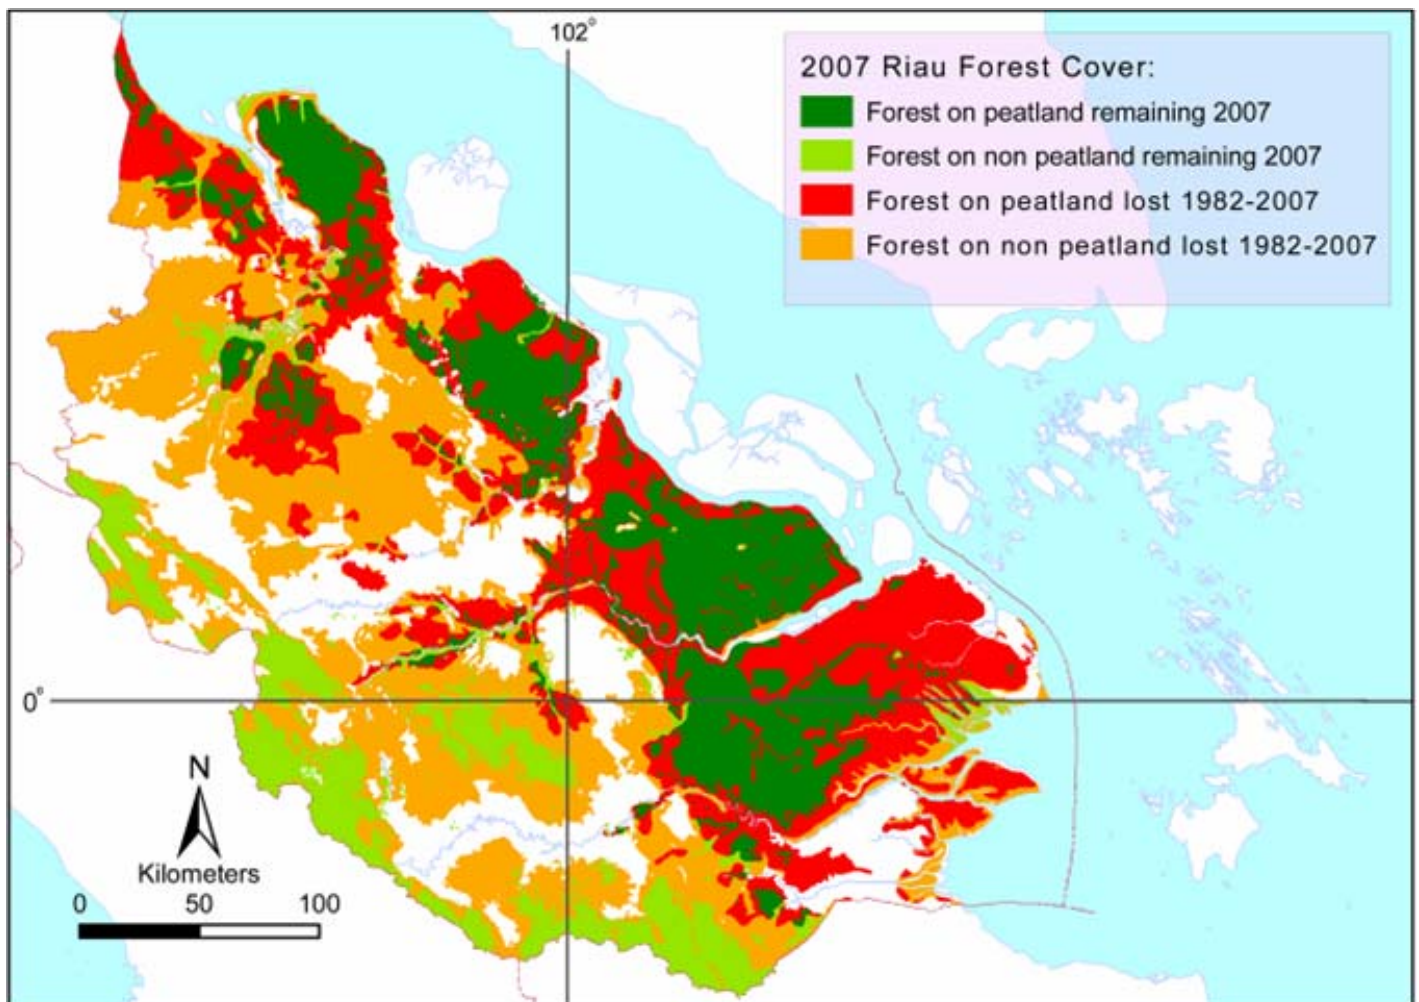 102°
2007 Riau Forest Cover:
Forest on peatland remaining 2007
Forest on non peatland remaining 2007
Forest on peatland lost 1982-2007
Forest on non peatland lost 1982-2007
0°
N
Kilometers
0 50 100